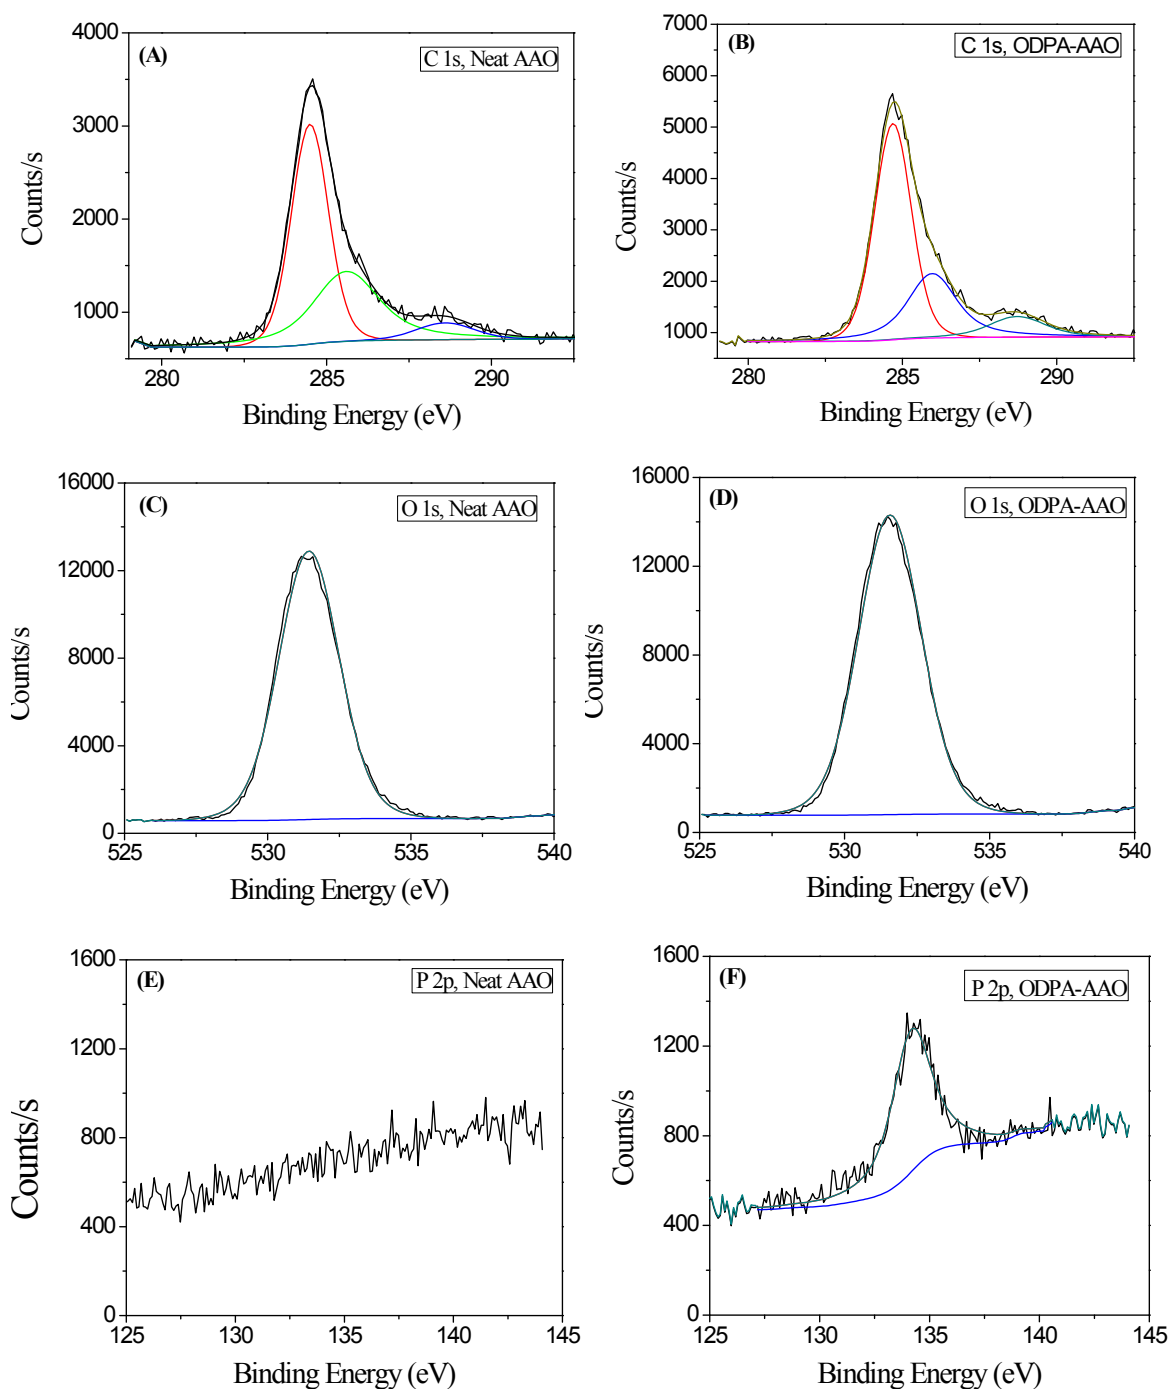 (A)
C 1s, Neat AAO
4000
3000
2000
1000
Counts/s
280 285 290
Binding Energy (eV)
(B)
C 1s, ODPA-AAO
7000
6000
5000
4000
3000
2000
1000
Counts/s
280 285 290
Binding Energy (eV)
(C)
O 1s, Neat AAO
16000
12000
8000
4000
0
Counts/s
525 530 535 540
Binding Energy (eV)
(D)
O 1s, ODPA-AAO
16000
12000
8000
4000
0
Counts/s
525 530 535 540
Binding Energy (eV)
(E)
P 2p, Neat AAO
1600
1200
800
400
0
Counts/s
125 130 135 140 145
Binding Energy (eV)
(F)
P 2p, ODPA-AAO
1600
1200
800
400
0
Counts/s
125 130 135 140 145
Binding Energy (eV)